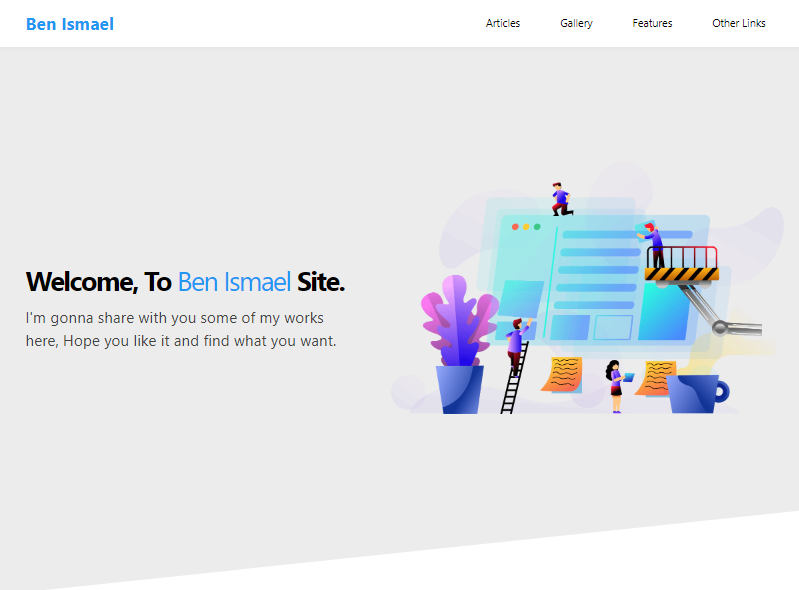 Ben Ismael
Articles
Gallery
Features
Other Links
Welcome, To Ben Ismael Site.
I'm gonna share with you some of my works
here, Hope you like it and find what you want.